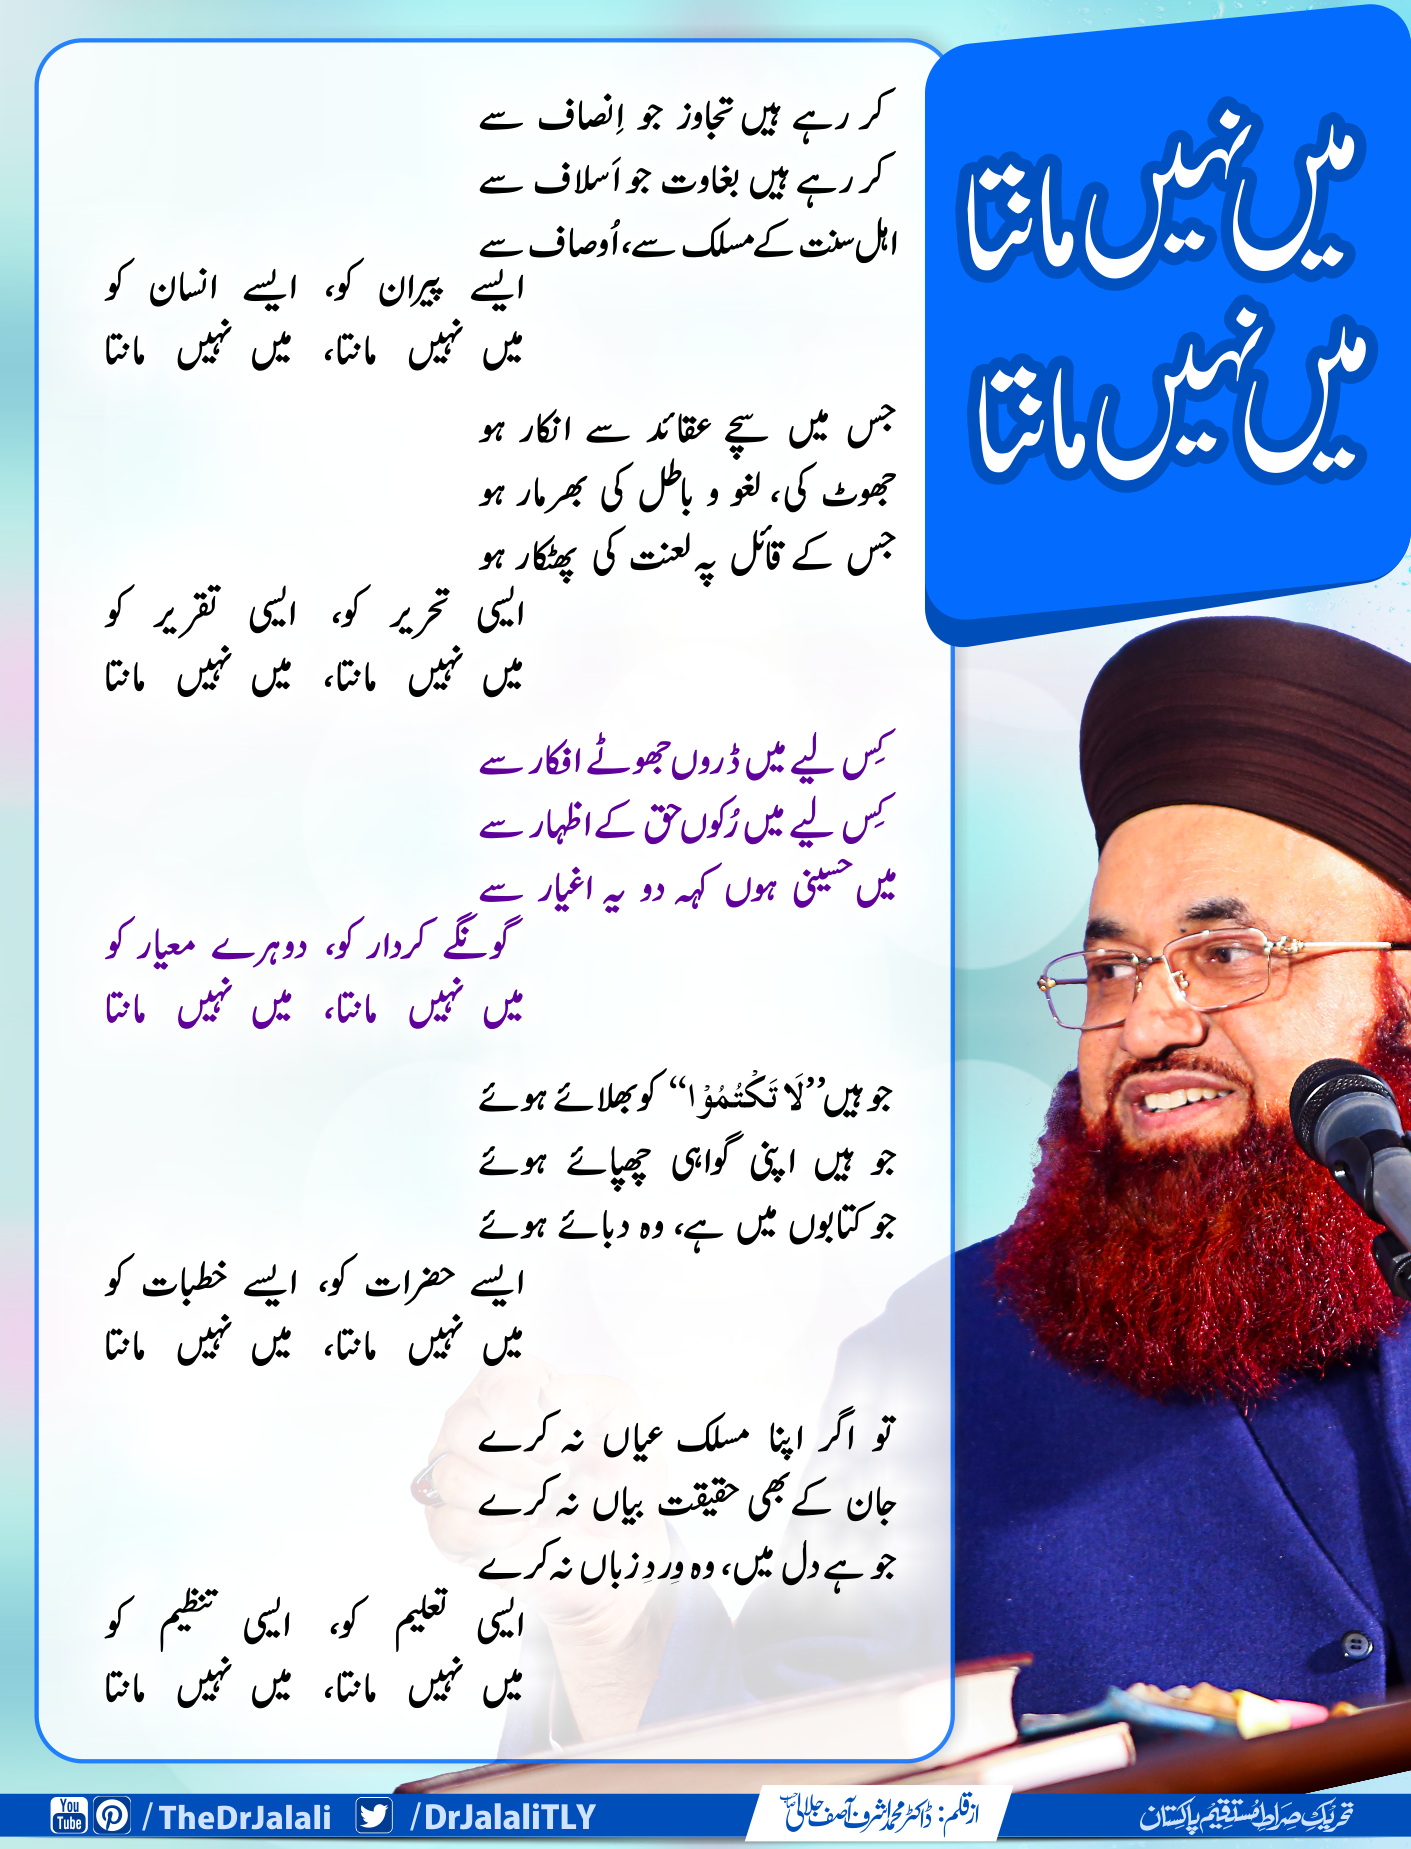 میں نہیں مانتا
میں نہیں مانتا
کر رہے ہیں تجاوز جو اِنصاف سے
کر رہے ہیں بغاوت جو اَسلاف سے
اہل سنت کے مسلک سے، اُوصاف سے
ایسے پیران کو، ایسے انسان کو
میں نہیں مانتا، میں نہیں مانتا
جس میں سچے عقائد سے انکار ہو
جھوٹ کی، لغو و باطل کی بھرمار ہو
جس کے قائل پہ لعنت کی پھٹکار ہو
ایسی تحریر کو، ایسی تقریر کو
میں نہیں مانتا، میں نہیں مانتا
کِس لیے میں ڈروں جھوٹے افکار سے
کِس لیے میں رُکوں حق کے اظہار سے
میں حسینی ہوں کہہ دو یہ اغیار سے
گونگے کردار کو، دوہرے معیار کو
میں نہیں مانتا، میں نہیں مانتا
جو ہیں ”لَا تَكْتُمُوْا“ کو بھلائے ہوئے
جو ہیں اپنی گواہی چھپائے ہوئے
جو کتابوں میں ہے، وہ دبائے ہوئے
ایسے حضرات کو، ایسے خطبات کو
میں نہیں مانتا، میں نہیں مانتا
تو اگر اپنا مسلک عیاں نہ کرے
جان کے بھی حقیقت بیاں نہ کرے
جو ہے دل میں، وہ وِردِ زباں نہ کرے
ایسی تعلیم کو، ایسی تنظیم کو
میں نہیں مانتا، میں نہیں مانتا
You Tube /TheDrJalali /DrJalaliTLY از قلم: ڈاکٹر محمد اشرف آصف جلالی صاحب تحریکِ صراطِ مُستقیم پاکستان